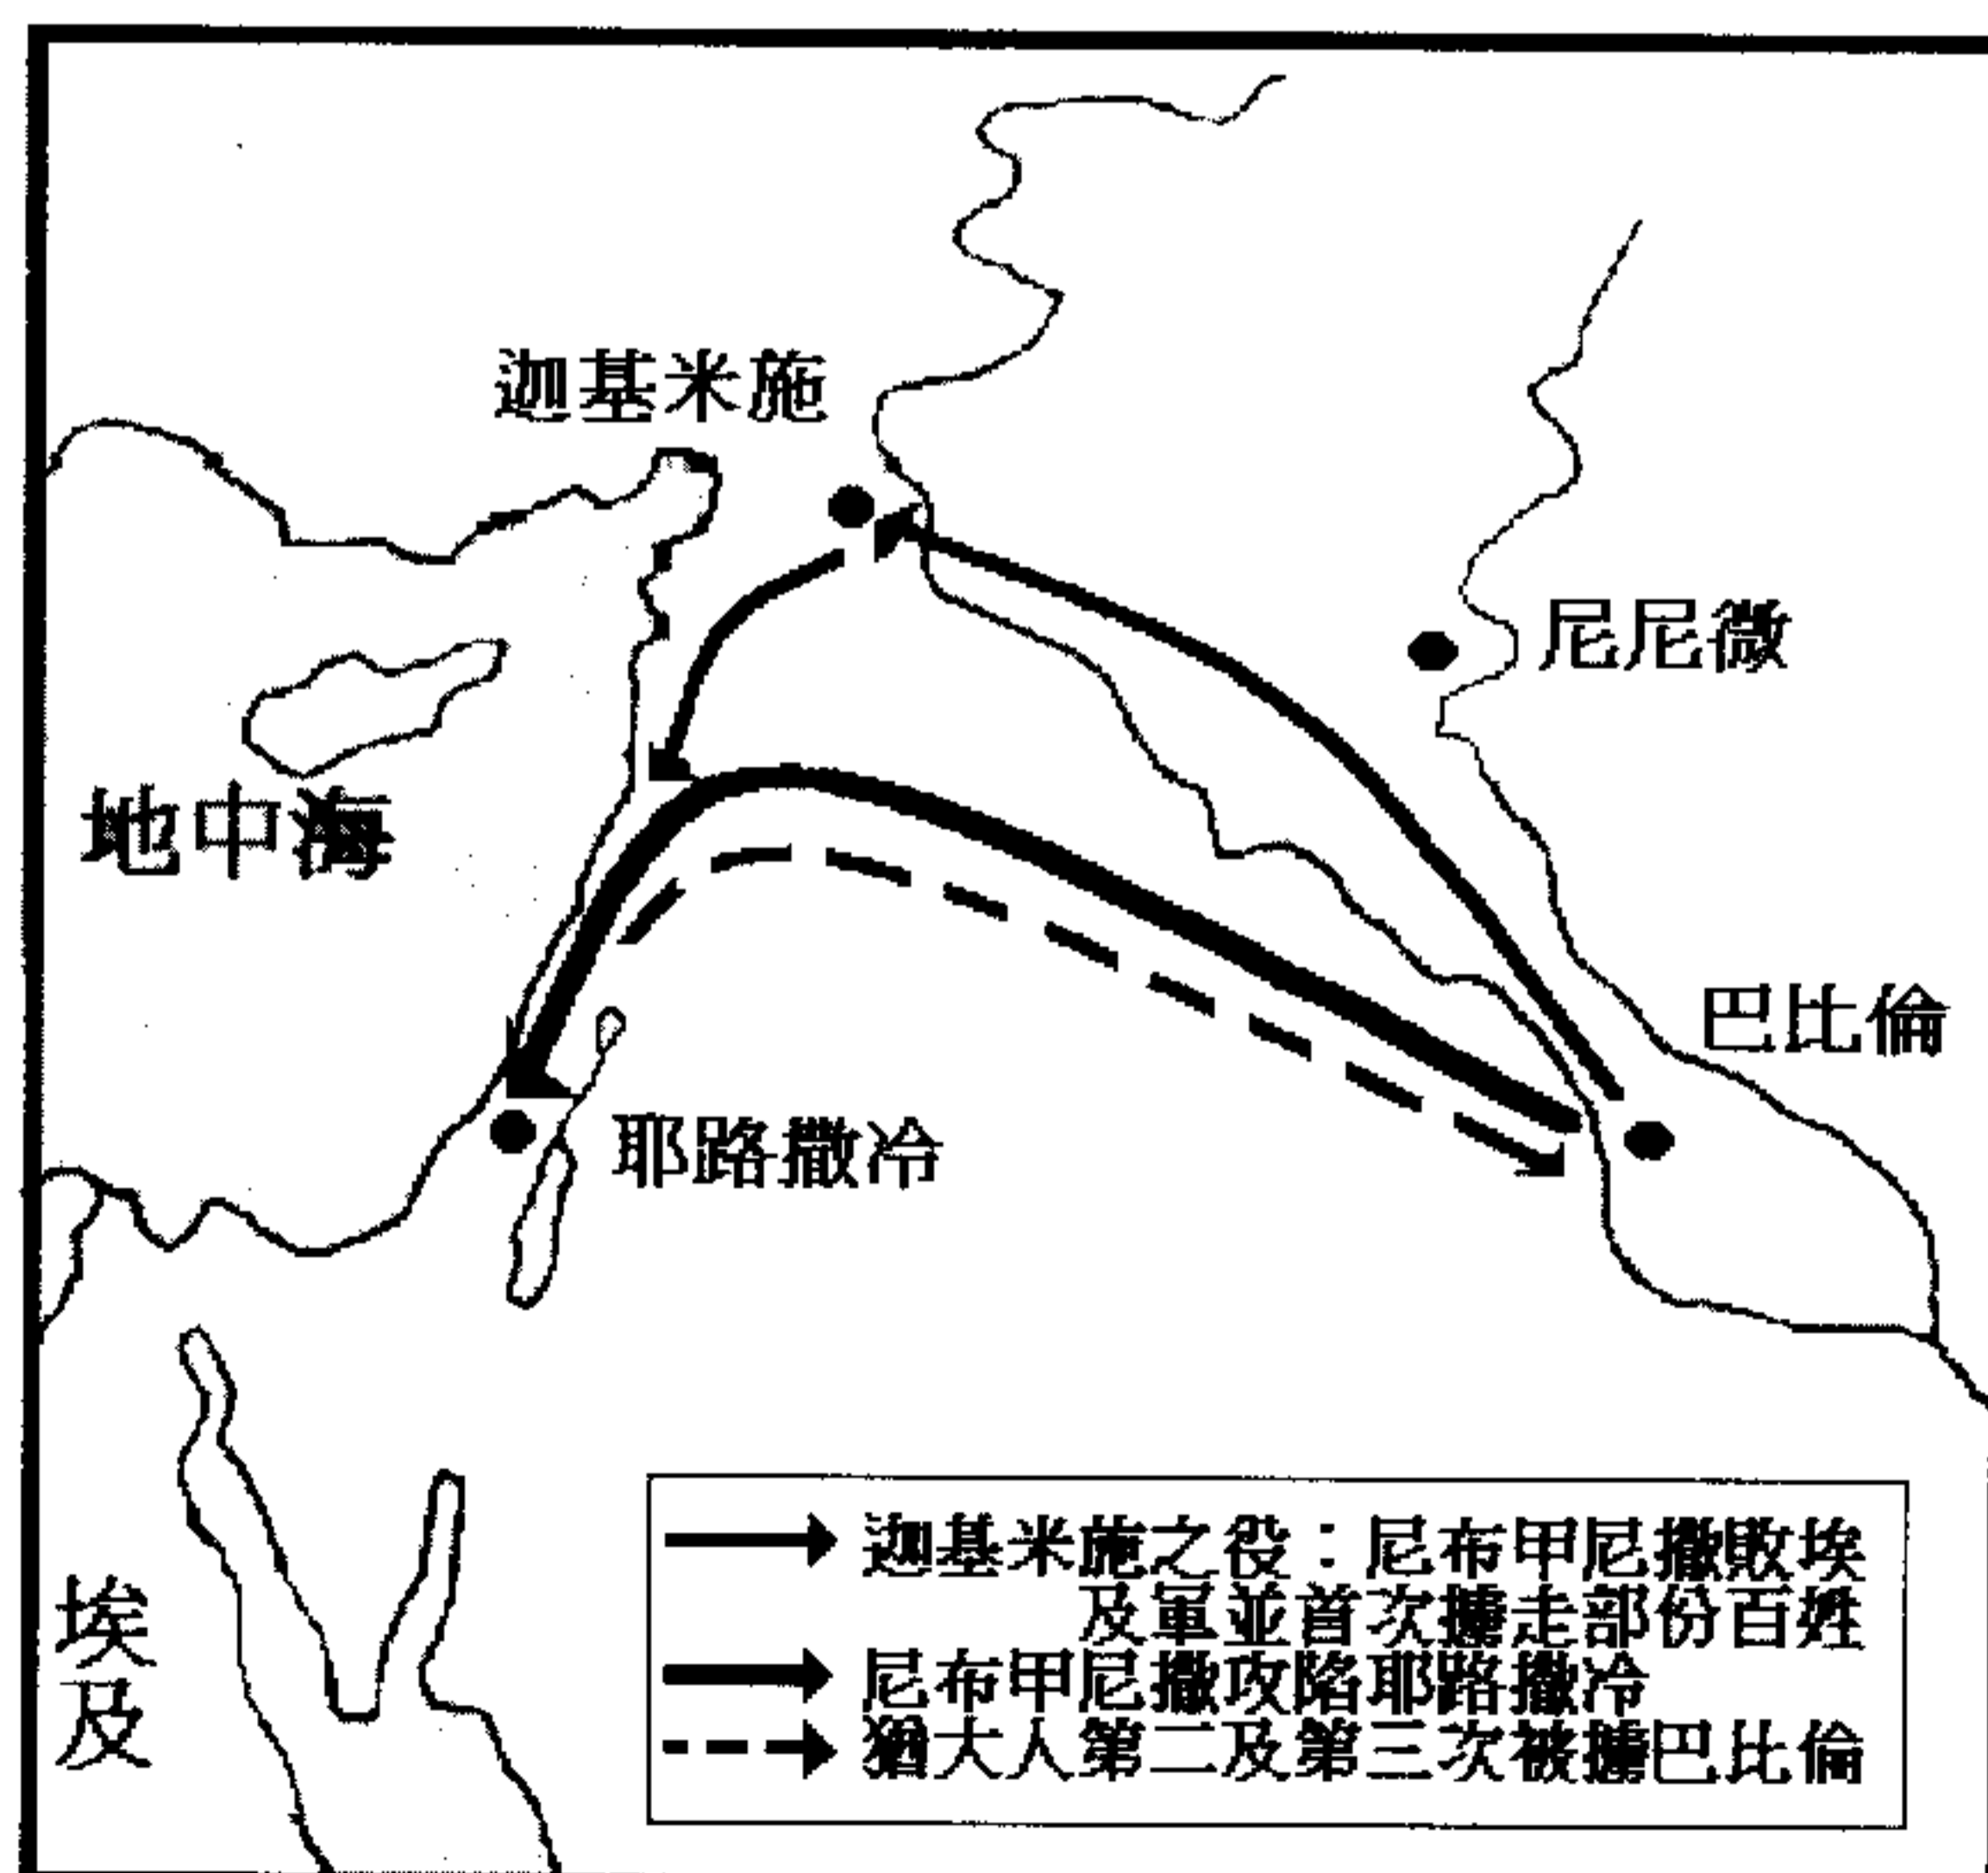 迦基米施
尼尼微
地中海
巴比倫
耶路撒冷
埃及
迦基米施之役：尼布甲尼撒敗埃
及軍並首次擄走部份百姓
尼布甲尼撒攻陷耶路撒冷
猶大人第二及第三次被擄巴比倫